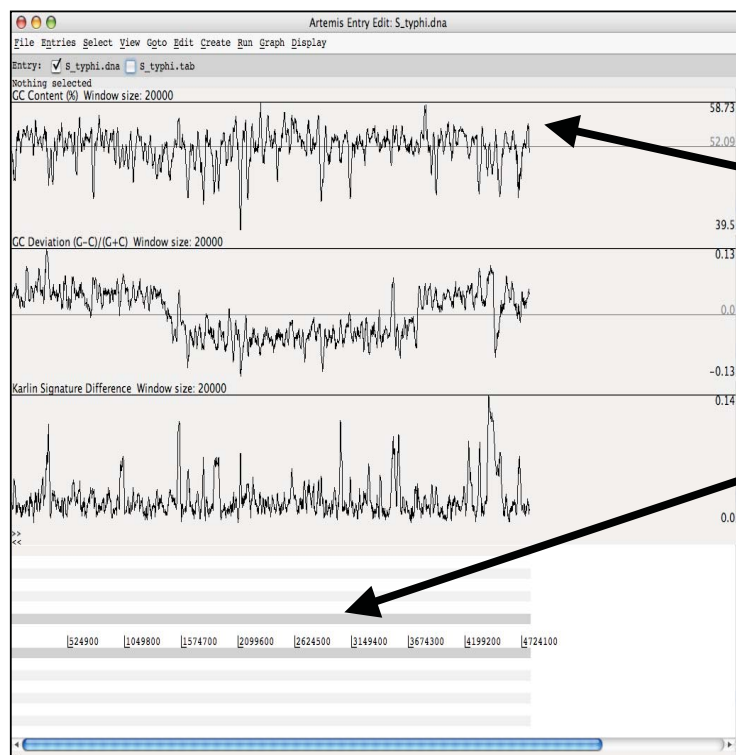 Artemis Entry Edit: S_typhi.dna
File Entries Select View Goto Edit Create Run Graph Display
Entry: S_typhi.dna S_typhi.tab
Nothing selected
GC Content (%) Window size: 20000
58.73
52.09
39.5
GC Deviation (G-C)/(G+C) Window size: 20000
0.13
0.0
-0.13
Karlin Signature Difference Window size: 20000
0.14
0.0
>>
<<
524900 1049800 1574700 2099600 2624500 3149400 3674300 4199200 4724100